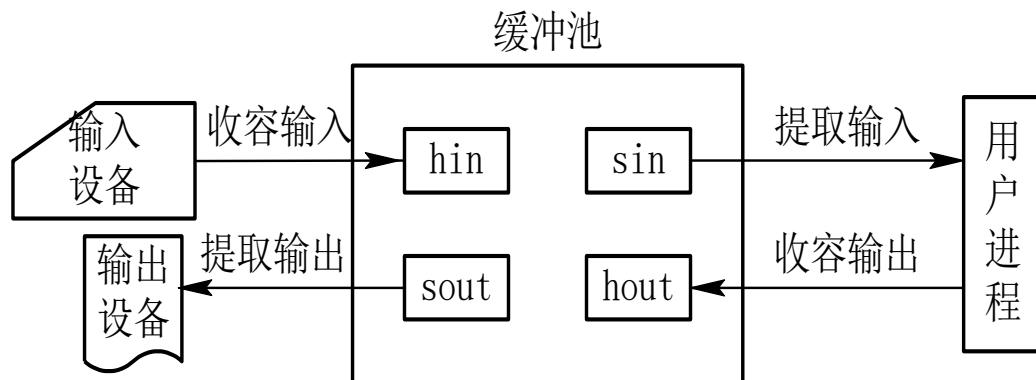 缓冲池
输入
设备
收容输入
hin
sin
提取输入
用户进程
输出
设备
提取输出
sout
hout
收容输出